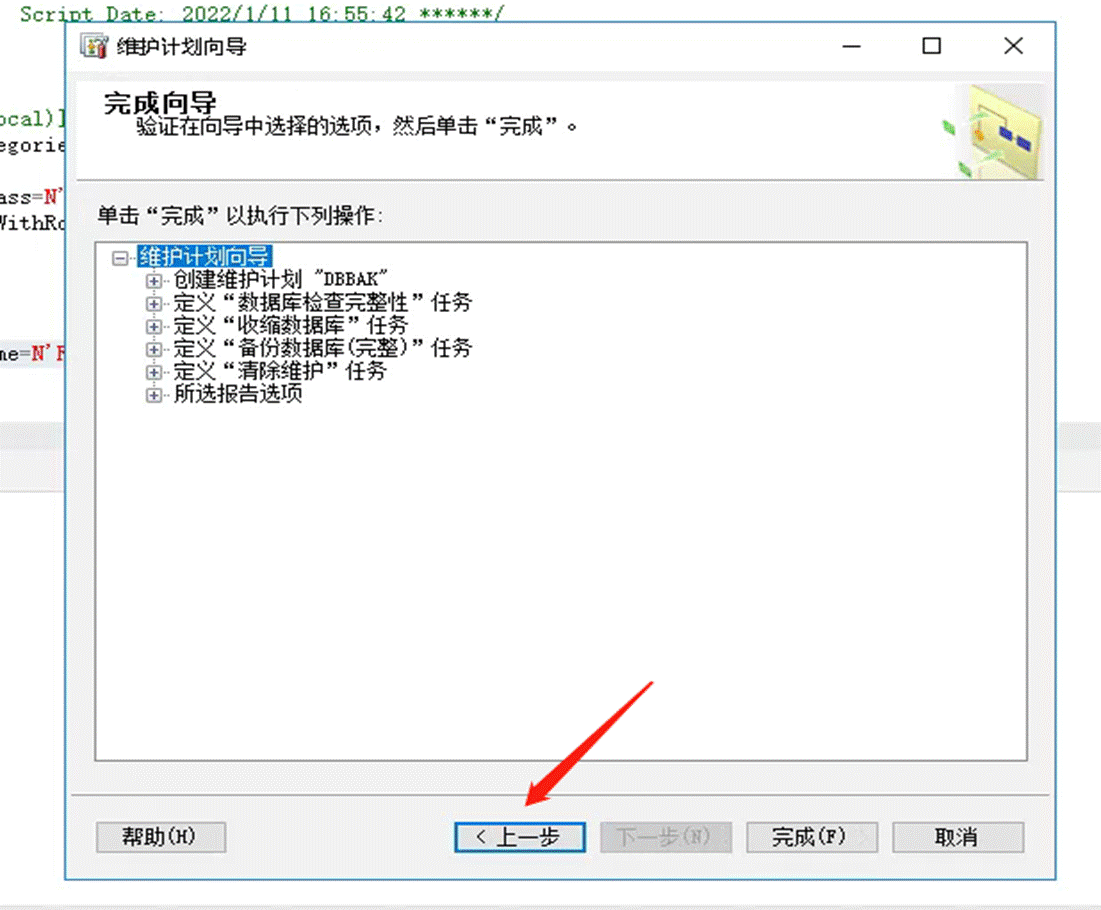 Script Date: 2022/1/11 16:55:42 ******/
维护计划向导
完成向导
验证在向导中选择的选项，然后单击“完成”。
ocal)]
egorie
ass=N'
WithRo
me=N'F
单击“完成”以执行下列操作:
维护计划向导
创建维护计划 "DBBAK"
定义“数据库检查完整性”任务
定义“收缩数据库”任务
定义“备份数据库(完整)”任务
定义“清除维护”任务
所选报告选项
帮助(H)
< 上一步
下一步(N)
完成(F)
取消